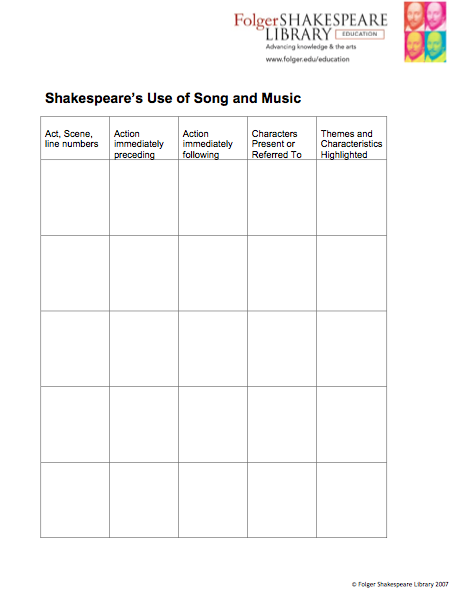 FolgerSHAKESPEARE
LIBRARY EDUCATION
Advancing knowledge & the arts
www.folger.edu/education
Shakespeare's Use of Song and Music
Act, Scene,
line numbers
Action
immediately
preceding
Action
immediately
following
Characters
Present or
Referred To
Themes and
Characteristics
Highlighted
© Folger Shakespeare Library 2007